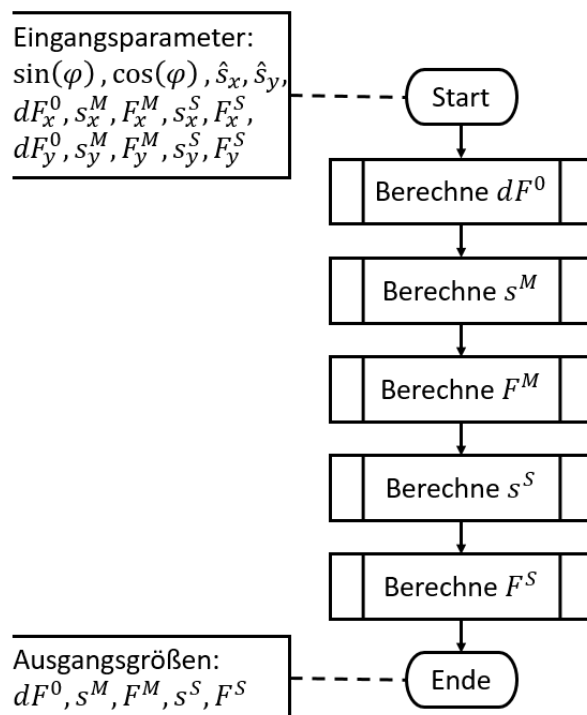 Eingangsparameter:
sin(φ) , cos(φ) , ŝ_x, ŝ_y,
dF_x^0, s_x^M, F_x^M, s_x^S, F_x^S,
dF_y^0, s_y^M, F_y^M, s_y^S, F_y^S
Start
Berechne dF^0
Berechne s^M
Berechne F^M
Berechne s^S
Berechne F^S
Ausgangsgrößen:
dF^0, s^M, F^M, s^S, F^S
Ende